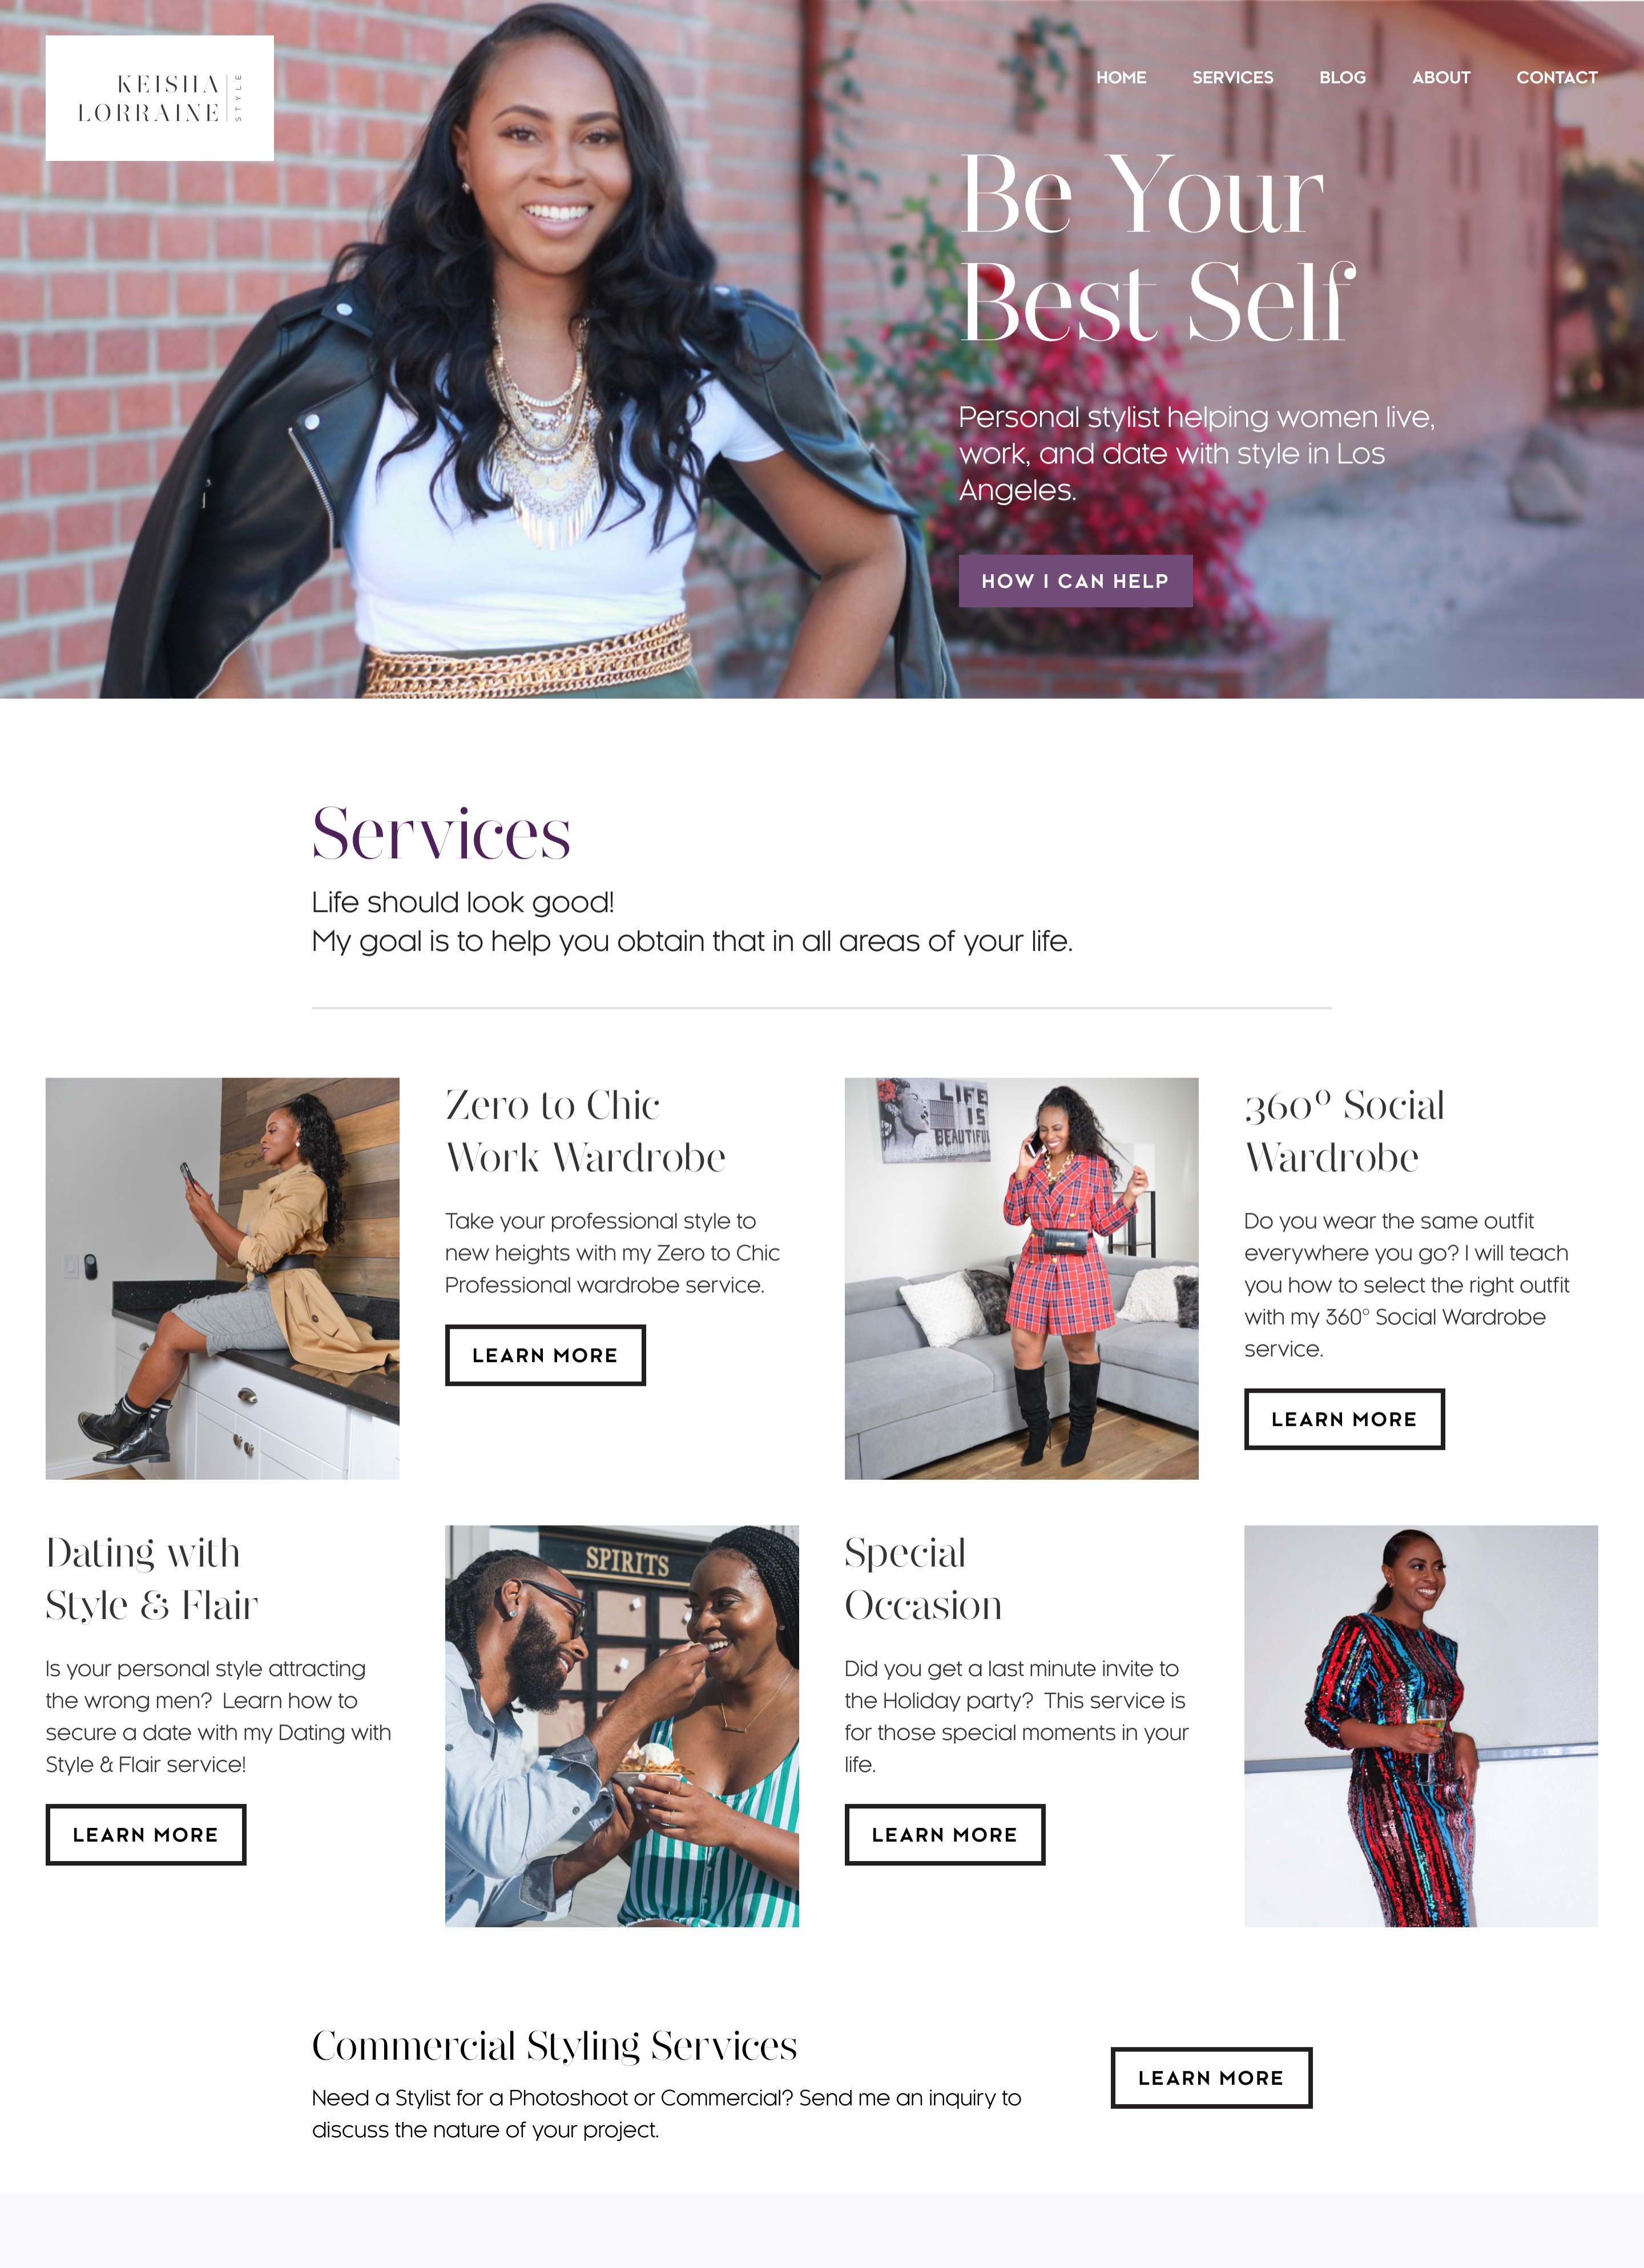 KEISHA
LORRAINE
STYLE
HOME SERVICES BLOG ABOUT CONTACT
Be Your
Best Self
Personal stylist helping women live,
work, and date with style in Los
Angeles.
HOW I CAN HELP
Services
Life should look good!
My goal is to help you obtain that in all areas of your life.
Zero to Chic
Work Wardrobe
Take your professional style to
new heights with my Zero to Chic
Professional wardrobe service.
LEARN MORE
LIFE
IS
BEAUTIFUL
360º Social
Wardrobe
Do you wear the same outfit
everywhere you go? I will teach
you how to select the right outfit
with my 360° Social Wardrobe
service.
LEARN MORE
Dating with
Style & Flair
Is your personal style attracting
the wrong men?  Learn how to
secure a date with my Dating with
Style & Flair service!
LEARN MORE
SPIRITS
Special
Occasion
Did you get a last minute invite to
the Holiday party?  This service is
for those special moments in your
life.
LEARN MORE
Commercial Styling Services
Need a Stylist for a Photoshoot or Commercial? Send me an inquiry to
discuss the nature of your project.
LEARN MORE